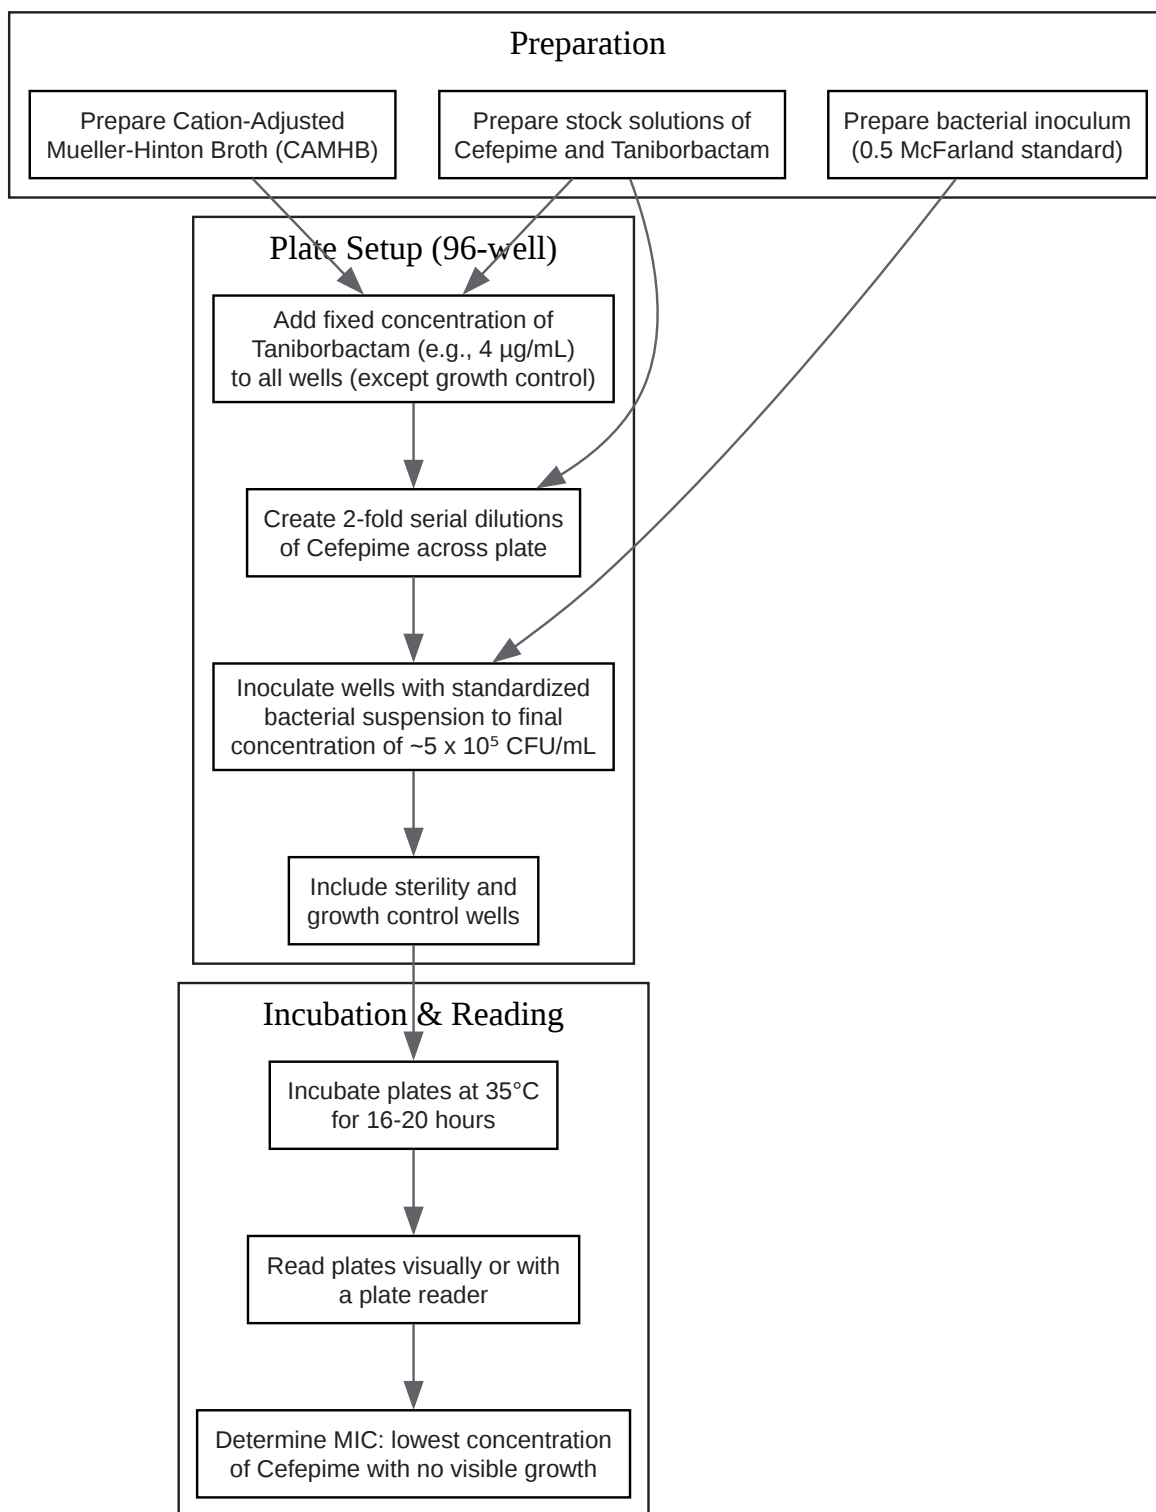 Preparation
Prepare Cation-Adjusted
Mueller-Hinton Broth (CAMHB)
Prepare stock solutions of
Cefepime and Taniborbactam
Prepare bacterial inoculum
(0.5 McFarland standard)
Plate Setup (96-well)
Add fixed concentration of
Taniborbactam (e.g., 4 µg/mL)
to all wells (except growth control)
Create 2-fold serial dilutions
of Cefepime across plate
Inoculate wells with standardized
bacterial suspension to final
concentration of ~5 x 10⁵ CFU/mL
Include sterility and
growth control wells
Incubation & Reading
Incubate plates at 35°C
for 16-20 hours
Read plates visually or with
a plate reader
Determine MIC: lowest concentration
of Cefepime with no visible growth